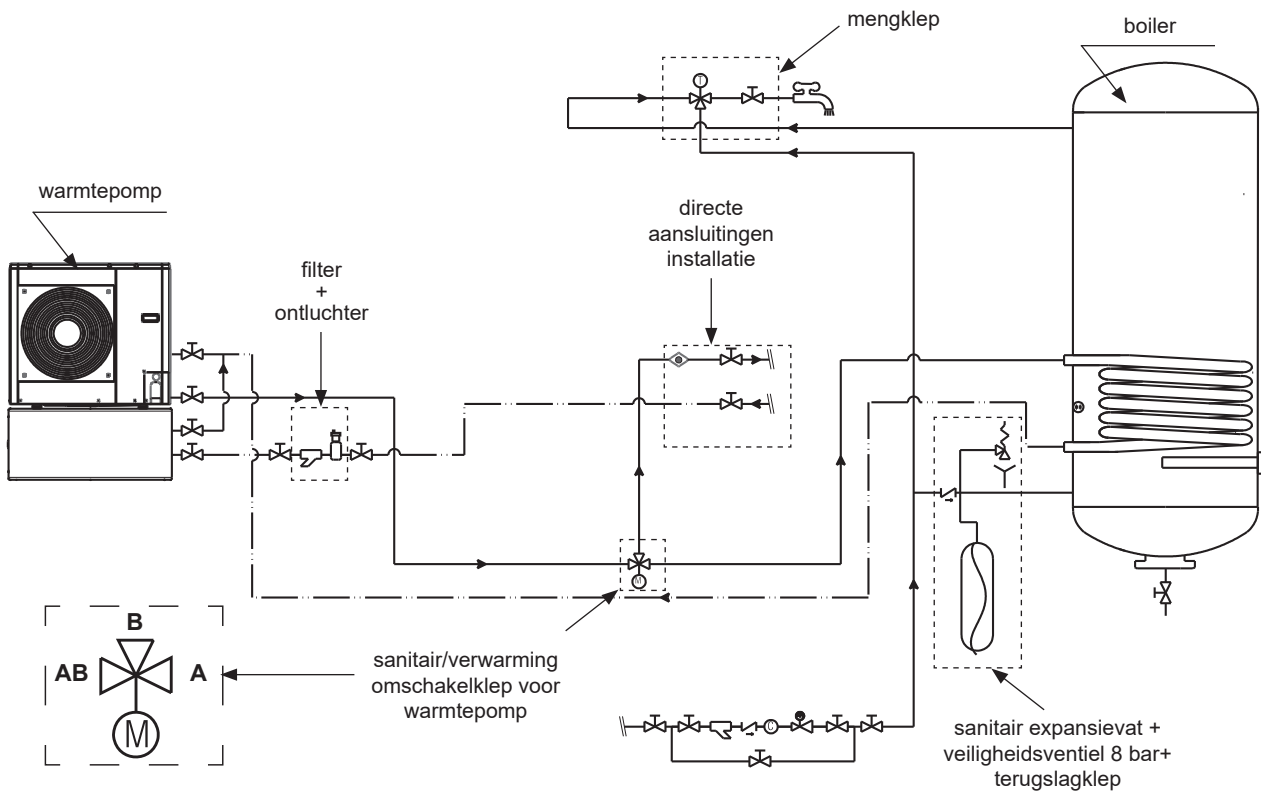 mengklep
boiler
warmtepomp
directe
aansluitingen
installatie
filter
+
ontluchter
T
M
B
AB
A
M
sanitair/verwarming
omschakelklep voor
warmtepomp
C
sanitair expansievat +
veiligheidsventiel 8 bar+
terugslagklep